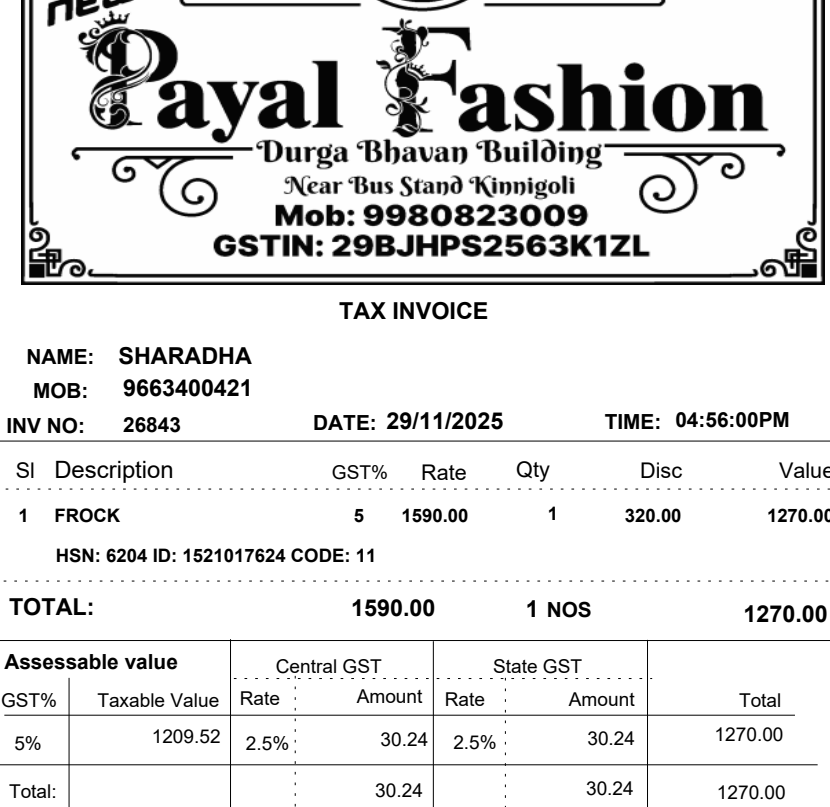 new
Payal Fashion
Durga Bhavan Building
Near Bus Stand Kinnigoli
Mob: 9980823009
GSTIN: 29BJHPS2563K1ZL
TAX INVOICE
NAME: SHARADHA
MOB: 9663400421
INV NO: 26843 DATE: 29/11/2025 TIME: 04:56:00PM
Sl Description GST% Rate Qty Disc Value
1 FROCK 5 1590.00 1 320.00 1270.00
HSN: 6204 ID: 1521017624 CODE: 11
TOTAL: 1590.00 1 NOS 1270.00
Assessable value Central GST State GST
GST% Taxable Value Rate Amount Rate Amount Total
5% 1209.52 2.5% 30.24 2.5% 30.24 1270.00
Total: 30.24 30.24 1270.00